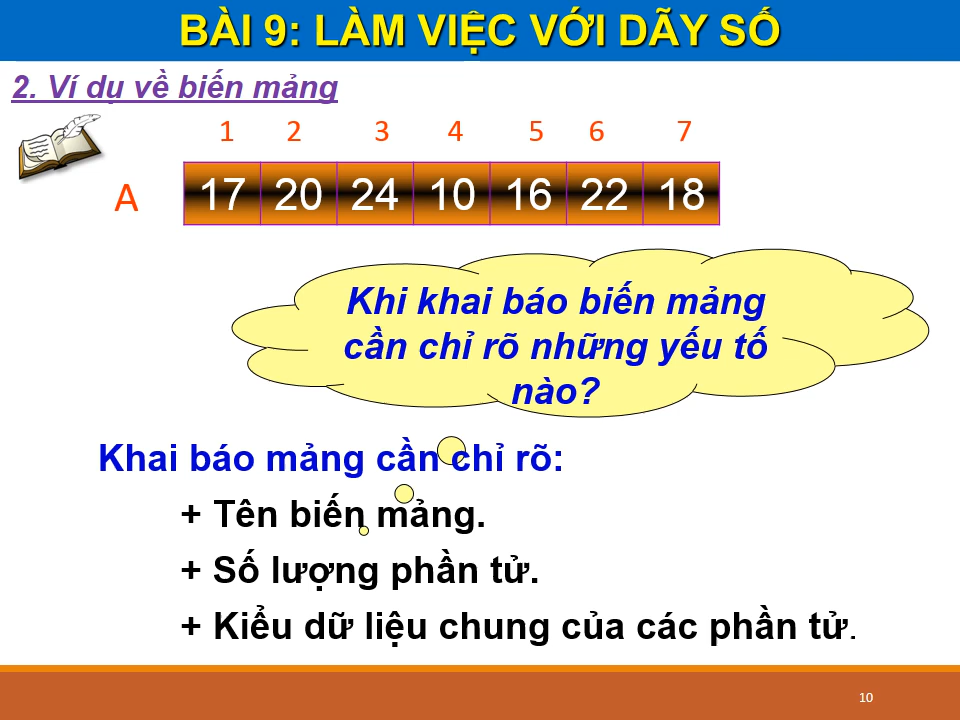 BÀI 9: LÀM VIỆC VỚI DÃY SỐ
2. Ví dụ về biến mảng
1 2 3 4 5 6 7
A 17 20 24 10 16 22 18
Khi khai báo biến mảng
cần chỉ rõ những yếu tố
nào?
Khai báo mảng cần chỉ rõ:
+ Tên biến mảng.
+ Số lượng phần tử.
+ Kiểu dữ liệu chung của các phần tử.
10